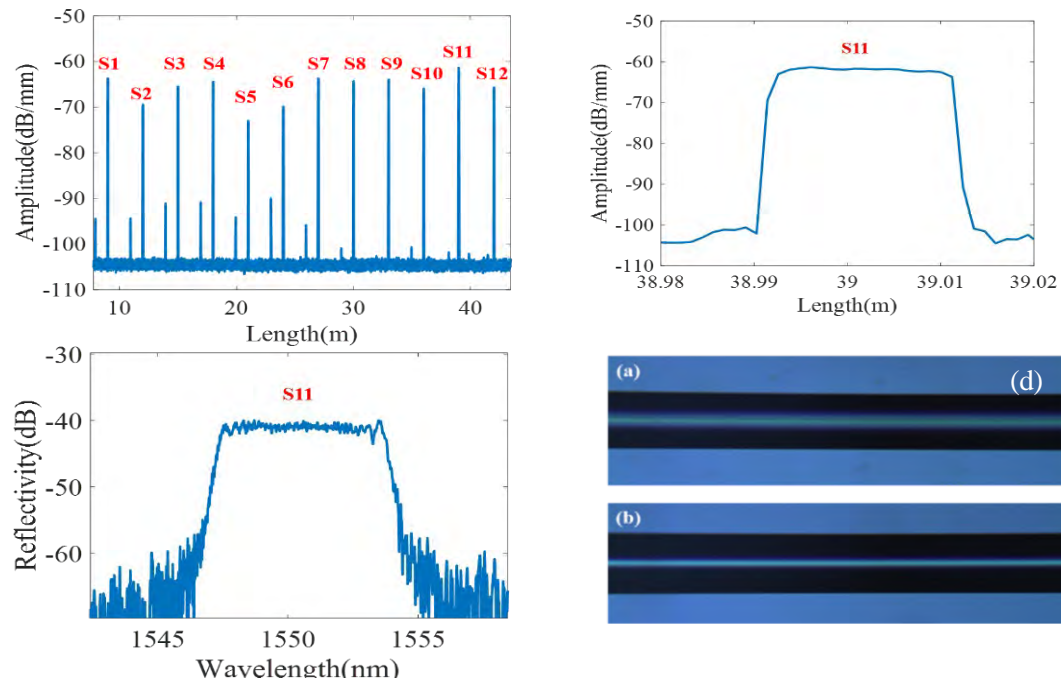 -50
-60
-70
-80
-90
-100
-110
Amplitude(dB/mm)
S1
S2
S3
S4
S5
S6
S7
S8
S9
S10
S11
S12
10
20
30
40
Length(m)
-50
-60
-70
-80
-90
-100
-110
Amplitude(dB/mm)
S11
38.98
38.99
39
39.01
39.02
Length(m)
-30
-40
-50
-60
Reflectivity(dB)
S11
1545
1550
1555
Wavelength(nm)
(a)
(d)
(b)